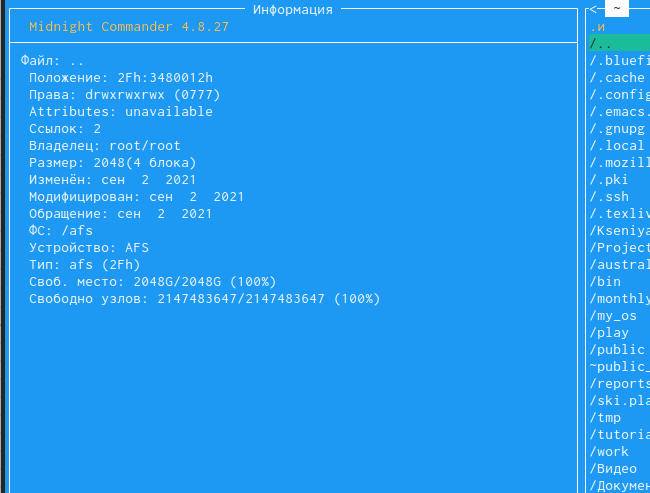 Информация
Midnight Commander 4.8.27
Файл: ..
Положение: 2Fh:3480012h
Права: drwxrwxrwx (0777)
Attributes: unavailable
Ссылок: 2
Владелец: root/root
Размер: 2048(4 блока)
Изменён: сен  2  2021
Модифицирован: сен  2  2021
Обращение: сен  2  2021
ФС: /afs
Устройство: AFS
Тип: afs (2Fh)
Своб. место: 2048G/2048G (100%)
Свободно узлов: 2147483647/2147483647 (100%)
<─ ~
.и
/..
/.bluefi
/.cache
/.config
/.emacs.
/.gnupg
/.local
/.mozill
/.pki
/.ssh
/.texliv
/Kseniya
/Project
/austral
/bin
/monthly
/my_os
/play
/public
~public_
/reports
/ski.pla
/tmp
/tutoria
/work
/Видео
/Докумен